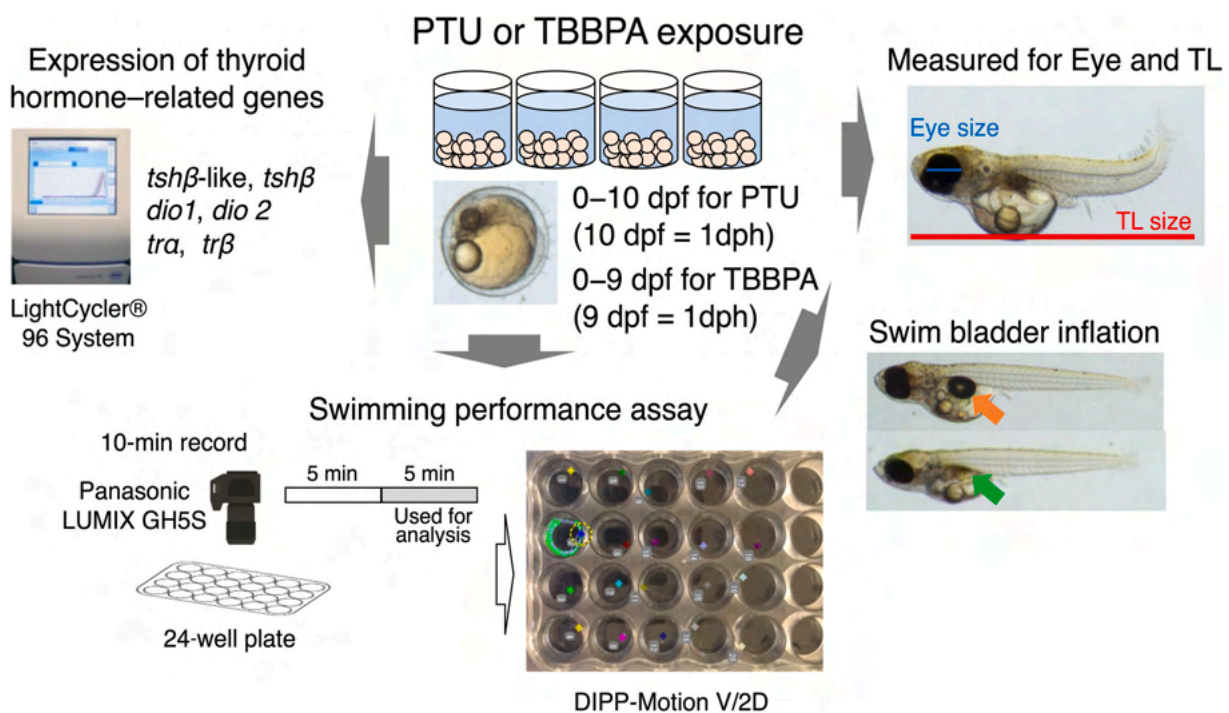 PTU or TBBPA exposure
Expression of thyroid
hormone–related genes
tshβ-like, tshβ
dio1, dio 2
trα, trβ
LightCycler®
96 System
0–10 dpf for PTU
(10 dpf = 1dph)
0–9 dpf for TBBPA
(9 dpf = 1dph)
Measured for Eye and TL
Eye size
TL size
Swim bladder inflation
Swimming performance assay
10-min record
Panasonic
LUMIX GH5S
5 min
5 min
Used for
analysis
24-well plate
DIPP-Motion V/2D